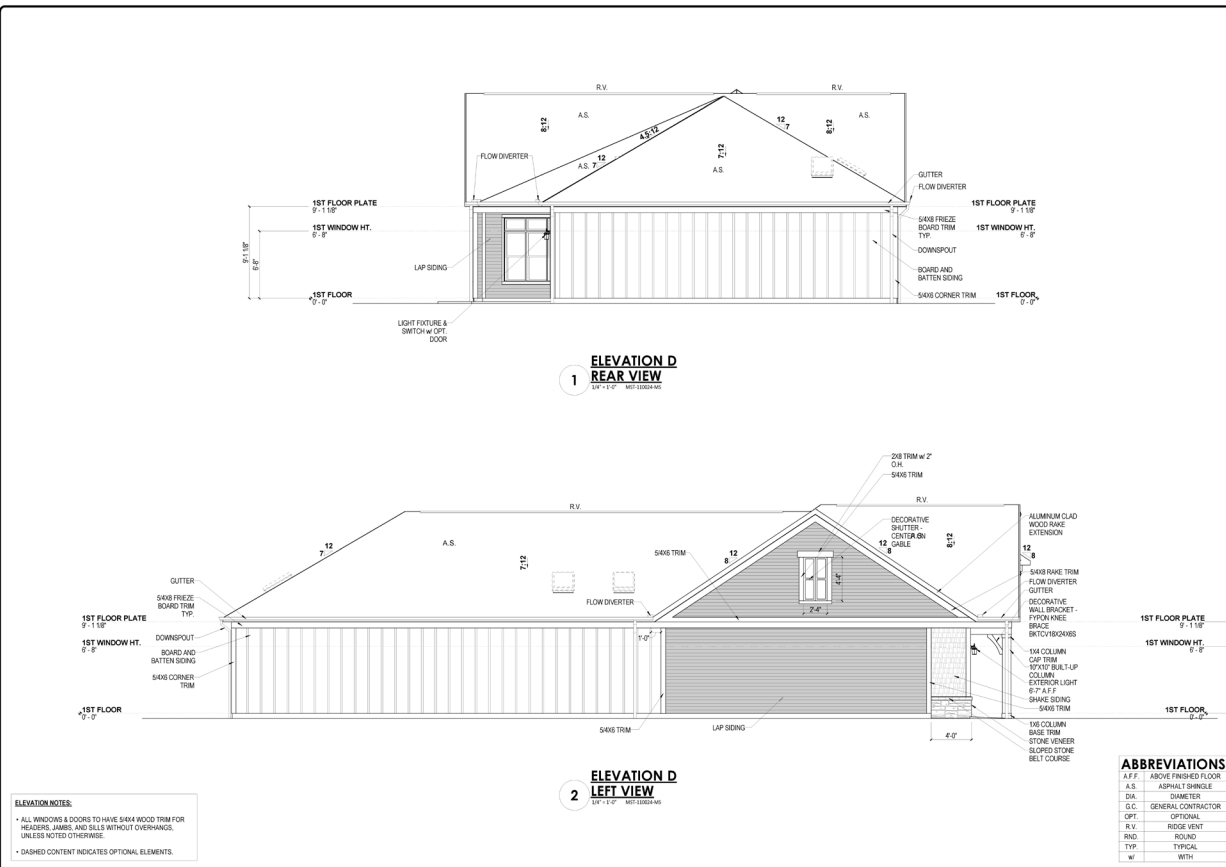 R.V.
R.V.
A.S.
A.S.
8:12
4.5:12
12
7
8:12
FLOW DIVERTER
A.S.
12
7
7:12
A.S.
GUTTER
FLOW DIVERTER
1ST FLOOR PLATE
9' - 1 1/8"
1ST WINDOW HT.
6' - 8"
9'-1 1/8"
6'-8"
LAP SIDING
1ST FLOOR
0' - 0"
LIGHT FIXTURE &
SWITCH w/ OPT.
DOOR
5/4X8 FRIEZE
BOARD TRIM
TYP.
DOWNSPOUT
BOARD AND
BATTEN SIDING
5/4X6 CORNER TRIM
1ST FLOOR PLATE
9' - 1 1/8"
1ST WINDOW HT.
6' - 8"
1ST FLOOR
0' - 0"
1
ELEVATION D
REAR VIEW
1/4" = 1'-0" MST-110024-MS
2X8 TRIM w/ 2"
O.H.
5/4X6 TRIM
R.V.
R.V.
DECORATIVE
SHUTTER -
CENTER ON
GABLE
A.S.
12
7
A.S.
7:12
5/4X6 TRIM
12
8
12
8
8:12
12
8
ALUMINUM CLAD
WOOD RAKE
EXTENSION
GUTTER
5/4X8 FRIEZE
BOARD TRIM
TYP.
1ST FLOOR PLATE
9' - 1 1/8"
DOWNSPOUT
1ST WINDOW HT.
6' - 8"
BOARD AND
BATTEN SIDING
5/4X6 CORNER
TRIM
1ST FLOOR
0' - 0"
FLOW DIVERTER
4'-4"
2'-4"
1'-0"
5/4X6 TRIM
LAP SIDING
4'-0"
5/4X8 RAKE TRIM
FLOW DIVERTER
GUTTER
DECORATIVE
WALL BRACKET -
FYPON KNEE
BRACE
BKTCV18X24X6S
1X4 COLUMN
CAP TRIM
10"X10" BUILT-UP
COLUMN
EXTERIOR LIGHT
6'-7" A.F.F
SHAKE SIDING
5/4X6 TRIM
1X6 COLUMN
BASE TRIM
STONE VENEER
SLOPED STONE
BELT COURSE
1ST FLOOR PLATE
9' - 1 1/8"
1ST WINDOW HT.
6' - 8"
1ST FLOOR
0' - 0"
2
ELEVATION D
LEFT VIEW
1/4" = 1'-0" MST-110024-MS
ELEVATION NOTES:
• ALL WINDOWS & DOORS TO HAVE 5/4X4 WOOD TRIM FOR
HEADERS, JAMBS, AND SILLS WITHOUT OVERHANGS,
UNLESS NOTED OTHERWISE.
• DASHED CONTENT INDICATES OPTIONAL ELEMENTS.
ABBREVIATIONS
A.F.F. ABOVE FINISHED FLOOR
A.S. ASPHALT SHINGLE
DIA. DIAMETER
G.C. GENERAL CONTRACTOR
OPT. OPTIONAL
R.V. RIDGE VENT
RND. ROUND
TYP. TYPICAL
w/ WITH